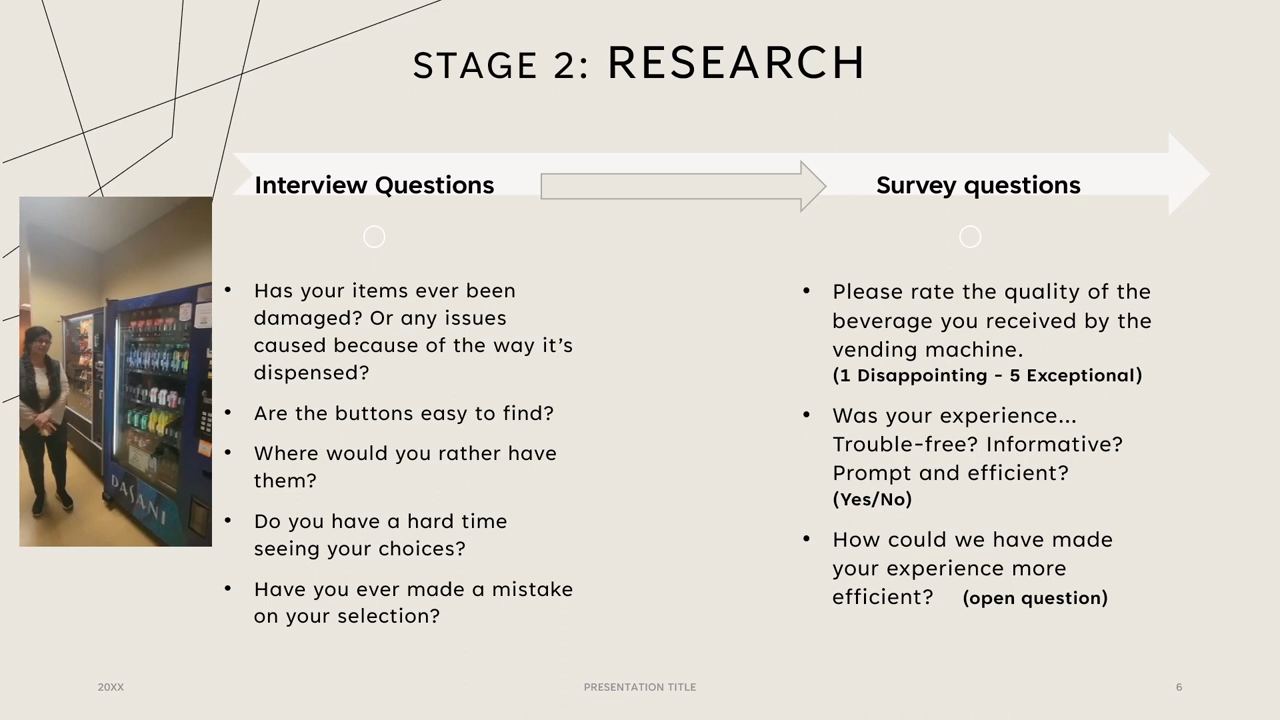 STAGE 2: RESEARCH
Interview Questions
Survey questions
• Has your items ever been
damaged? Or any issues
caused because of the way it's
dispensed?
• Are the buttons easy to find?
• Where would you rather have
them?
• Do you have a hard time
seeing your choices?
• Have you ever made a mistake
on your selection?
• Please rate the quality of the
beverage you received by the
vending machine.
(1 Disappointing - 5 Exceptional)
• Was your experience...
Trouble-free? Informative?
Prompt and efficient?
(Yes/No)
• How could we have made
your experience more
efficient? (open question)
DASANI
20XX
PRESENTATION TITLE
6